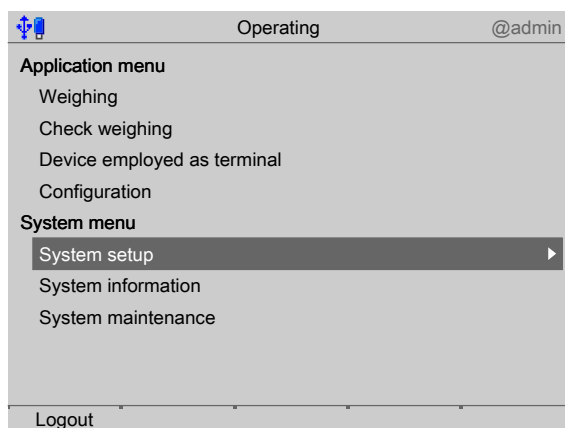 Operating @admin
Application menu
Weighing
Check weighing
Device employed as terminal
Configuration
System menu
System setup
System information
System maintenance
Logout